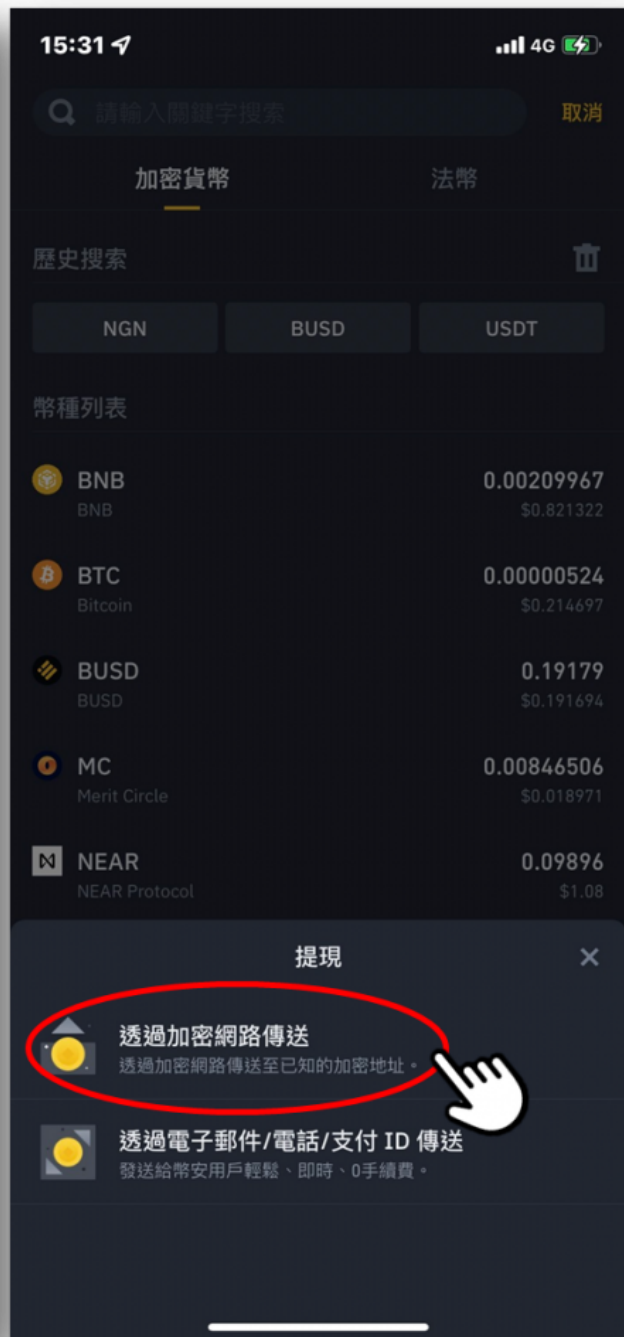 15:31
4G
請輸入關鍵字搜索
取消
加密貨幣
法幣
歷史搜索
NGN
BUSD
USDT
幣種列表
BNB
0.00209967
BNB
$0.821322
BTC
0.00000524
Bitcoin
$0.214697
BUSD
0.19179
BUSD
$0.191694
MC
0.00846506
Merit Circle
$0.018971
NEAR
0.09896
NEAR Protocol
$1.08
提現
透過加密網路傳送
透過加密網路傳送至已知的加密地址。
透過電子郵件/電話/支付 ID 傳送
發送給幣安用戶輕鬆、即時、0手續費。